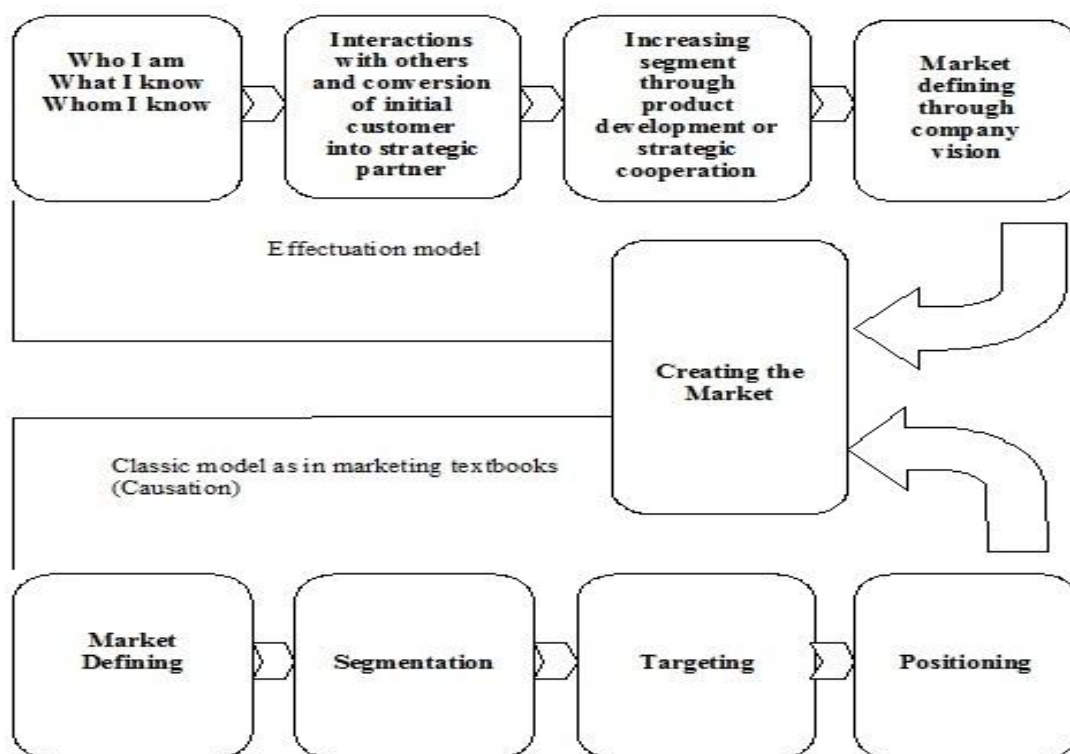 Who I am
What I know
Whom I know
Interactions
with others
and conversion
of initial
customer
into strategic
partner
Increasing
segment
through
product
development or
strategic
cooperation
Market
defining
through
company
vision
Effectuation model
Creating the
Market
Classic model as in marketing textbooks
(Causation)
Market
Defining
Segmentation
Targeting
Positioning